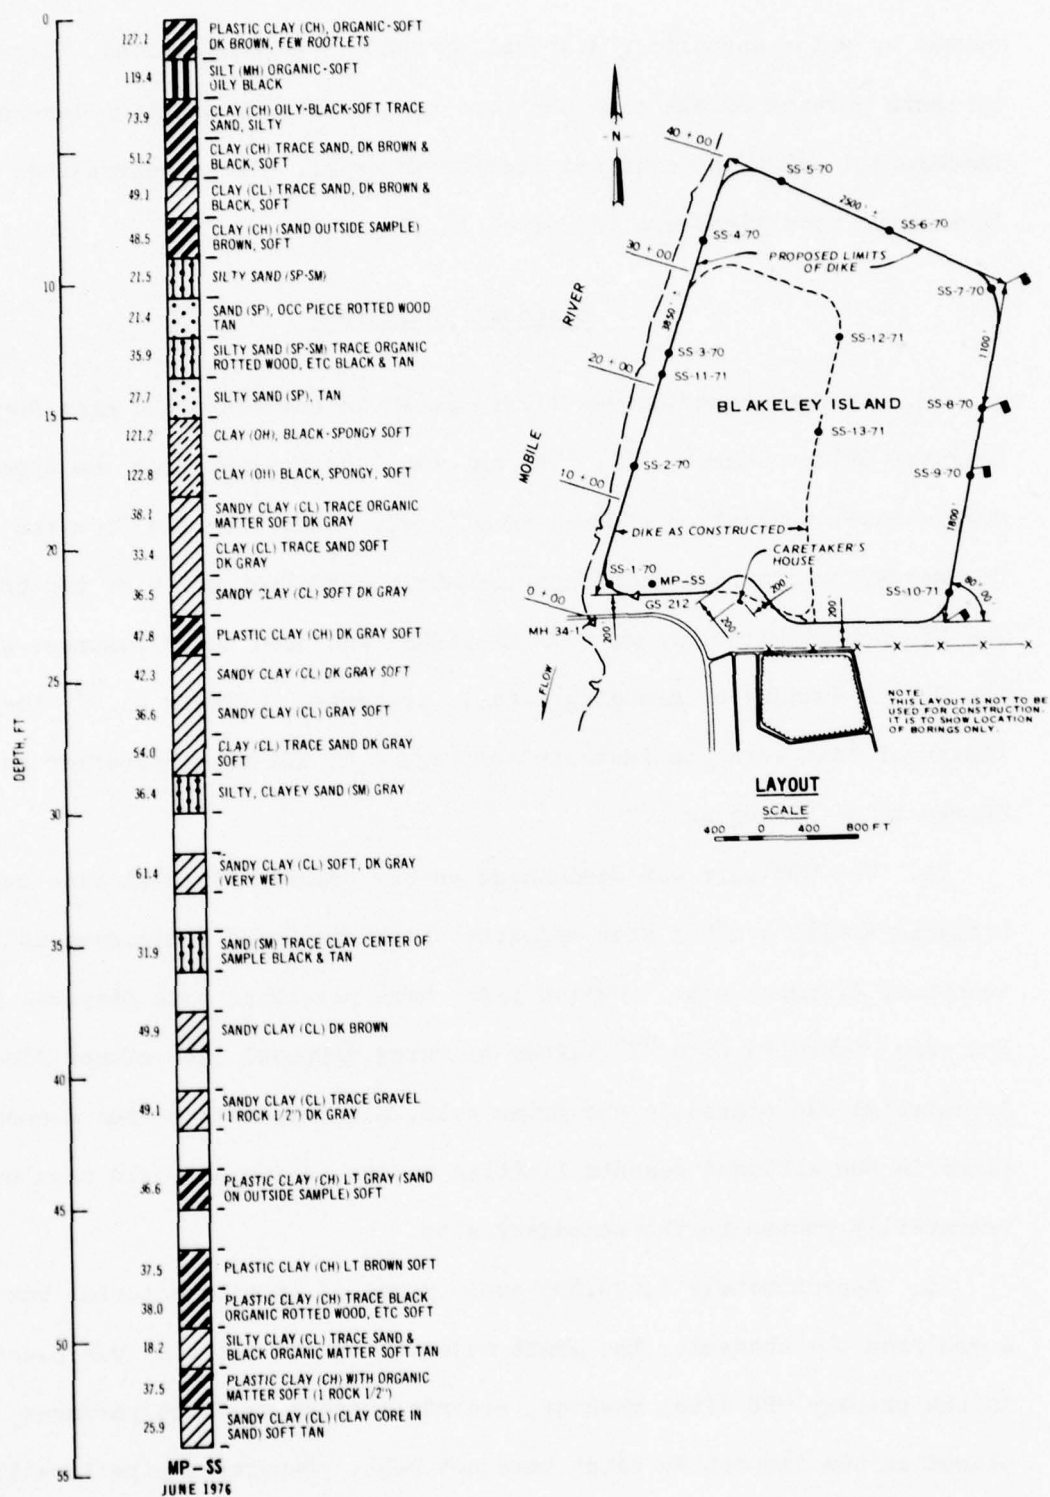 0
127.1 PLASTIC CLAY (CH), ORGANIC-SOFT
DK BROWN, FEW ROOTLETS
119.4 SILT (MH) ORGANIC-SOFT
OILY BLACK
73.9 CLAY (CH) OILY-BLACK-SOFT TRACE
SAND, SILTY
51.2 CLAY (CH) TRACE SAND, DK BROWN &
BLACK, SOFT
49.1 CLAY (CL) TRACE SAND, DK BROWN &
BLACK, SOFT
48.5 CLAY (CH) (SAND OUTSIDE SAMPLE)
BROWN, SOFT
21.5 SILTY SAND (SP-SM)
10
21.4 SAND (SP), OCC PIECE ROTTED WOOD
TAN
35.9 SILTY SAND (SP-SM) TRACE ORGANIC
ROTTED WOOD, ETC BLACK & TAN
27.7 SILTY SAND (SP), TAN
15
121.2 CLAY (OH), BLACK-SPONGY SOFT
122.8 CLAY (OH) BLACK, SPONGY, SOFT
38.1 SANDY CLAY (CL) TRACE ORGANIC
MATTER SOFT DK GRAY
20
33.4 CLAY (CL) TRACE SAND SOFT
DK GRAY
36.5 SANDY CLAY (CL) SOFT DK GRAY
47.8 PLASTIC CLAY (CH) DK GRAY SOFT
42.3 SANDY CLAY (CL) DK GRAY SOFT
25
36.6 SANDY CLAY (CL) GRAY SOFT
54.0 CLAY (CL) TRACE SAND DK GRAY
SOFT
36.4 SILTY, CLAYEY SAND (SM) GRAY
30
61.4 SANDY CLAY (CL) SOFT, DK GRAY
(VERY WET)
35
31.9 SAND (SM) TRACE CLAY CENTER OF
SAMPLE BLACK & TAN
49.9 SANDY CLAY (CL) DK BROWN
40
49.1 SANDY CLAY (CL) TRACE GRAVEL
(1 ROCK 1/2") DK GRAY
36.6 PLASTIC CLAY (CH) LT GRAY (SAND
ON OUTSIDE SAMPLE) SOFT
45
37.5 PLASTIC CLAY (CH) LT BROWN SOFT
38.0 PLASTIC CLAY (CH) TRACE BLACK
ORGANIC ROTTED WOOD, ETC SOFT
50
18.2 SILTY CLAY (CL) TRACE SAND &
BLACK ORGANIC MATTER SOFT TAN
37.5 PLASTIC CLAY (CH) WITH ORGANIC
MATTER SOFT (1 ROCK 1/2")
25.9 SANDY CLAY (CL) (CLAY CORE IN
SAND) SOFT TAN
55
DEPTH, FT
MP-SS
JUNE 1976
N
40 + 00
SS-5-70
2500' ±
SS-6-70
SS-4-70
30 + 00
PROPOSED LIMITS
OF DIKE
SS-7-70
RIVER
3850' ±
SS-12-71
1100'
SS-3-70
20 + 00
SS-11-71
BLAKELEY ISLAND
SS-8-70
SS-13-71
MOBILE
SS-2-70
SS-9-70
10 + 00
1800'
DIKE AS CONSTRUCTED
CARETAKER'S
HOUSE
SS-1-70
MP-SS
200'
SS-10-71
80° 00'
0 + 00
GS 212
200'
200'
200'
MH 34-1
FLOW
X X X X X X X
NOTE
THIS LAYOUT IS NOT TO BE
USED FOR CONSTRUCTION.
IT IS TO SHOW LOCATION
OF BORINGS ONLY.
LAYOUT
SCALE
400 0 400 800 FT